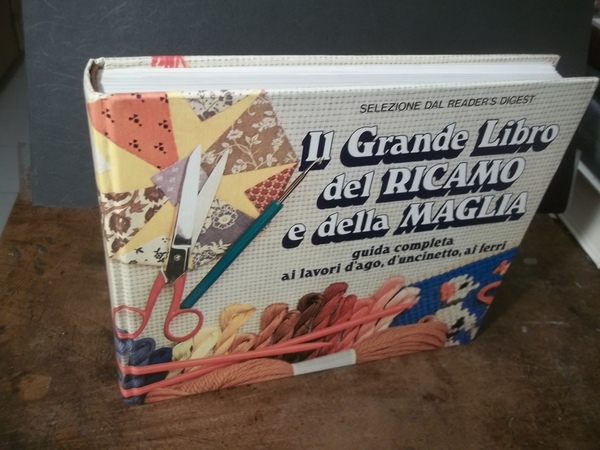 SELEZIONE DAL READER'S DIGEST
Il Grande Libro
del RICAMO
e della MAGLIA
guida completa
ai lavori d'ago, d'uncinetto, ai ferri